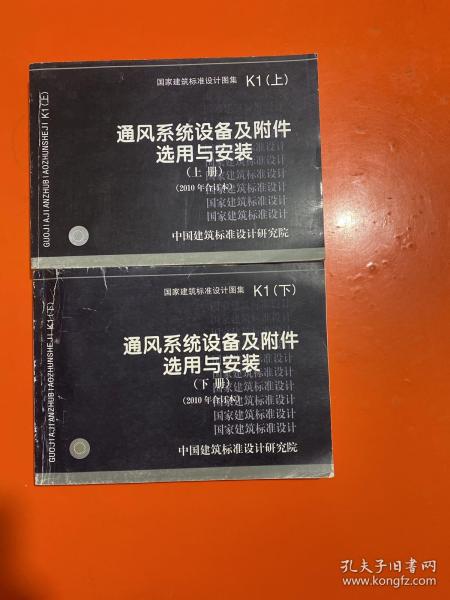 国家建筑标准设计图集 K1(上)
GUOJIAJIANZHUBIAOZHUNSHEJI K1(上)
通风系统设备及附件
选用与安装
(上册)
(2010年合订本)
国家建筑标准设计
国家建筑标准设计
国家建筑标准设计
中国建筑标准设计研究院
国家建筑标准设计图集 K1(下)
GUOJIAJIANZHUBIAOZHUNSHEJI K1(下)
通风系统设备及附件
选用与安装
(下册)
(2010年合订本)
国家建筑标准设计
国家建筑标准设计
国家建筑标准设计
中国建筑标准设计研究院
孔夫子旧书网
www.kongfz.com